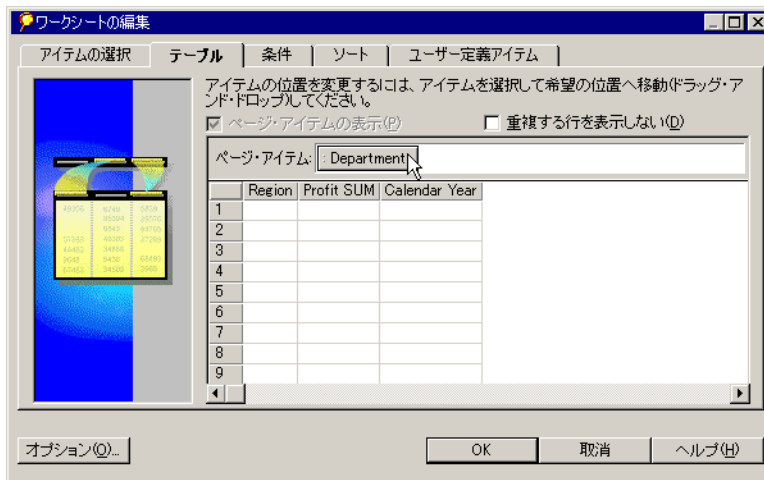 ワークシートの編集
アイテムの選択 テーブル 条件 ソート ユーザー定義アイテム
アイテムの位置を変更するには、アイテムを選択して希望の位置へ移動(ドラッグ・ア
ンド・ドロップ)してください。
ページ・アイテムの表示(P) 重複する行を表示しない(D)
ページ・アイテム: : Department
Region Profit SUM Calendar Year
1
2
3
4
5
6
7
8
9
オプション(O)... OK 取消 ヘルプ(H)